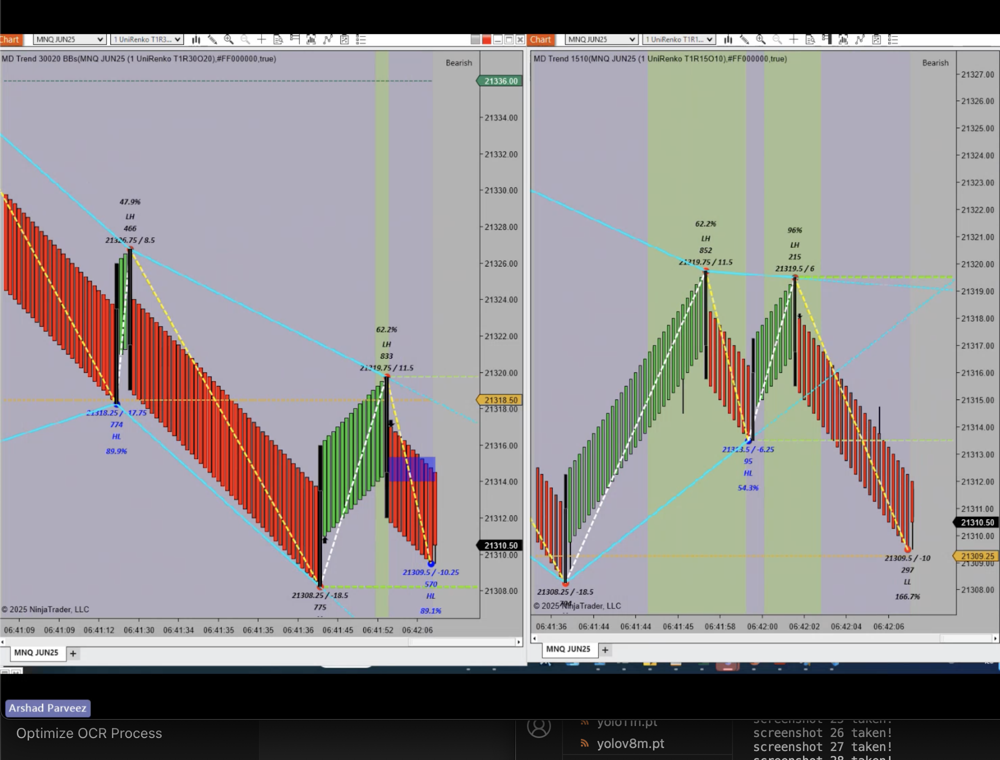 Chart
MNQ JUN25
1 UniRenko T1R3...
MD Trend 30020 BBs(MNQ JUN25 (1 UniRenko T1R30O20),#FF000000,true)
Bearish
21336.00
21334.00
21332.00
21330.00
21328.00
21326.00
21324.00
21322.00
21320.00
21318.50
21318.00
21316.00
21314.00
21312.00
21310.50
21310.00
21308.00
47.9%
LH
466
21326.75 / 8.5
21318.25 / -17.75
774
HL
89.9%
62.2%
LH
833
21319.75 / 11.5
21308.25 / -18.5
775
21309.5 / -10.25
570
HL
89.1%
© 2025 NinjaTrader, LLC
06:41:09
06:41:09
06:41:12
06:41:30
06:41:34
06:41:36
06:41:36
06:41:45
06:41:52
06:42:06
MNQ JUN25
+
Chart
MNQ JUN25
1 UniRenko T1R1...
MD Trend 1510(MNQ JUN25 (1 UniRenko T1R15O10),#FF000000,true)
Bearish
21327.00
21326.00
21325.00
21324.00
21323.00
21322.00
21321.00
21320.00
21319.00
21318.00
21317.00
21316.00
21315.00
21314.00
21313.00
21312.00
21311.00
21310.50
21309.25
21309.00
21308.00
62.2%
LH
852
21319.75 / 11.5
96%
LH
215
21319.5 / 6
21313.5 / -6.25
95
HL
54.3%
21308.25 / -18.5
21309.5 / -10
297
LL
166.7%
© 2025 NinjaTrader, LLC
06:41:36
06:41:44
06:41:44
06:41:45
06:41:57
06:42:00
06:42:02
06:42:04
06:42:06
MNQ JUN25
+
Arshad Parveez
Optimize OCR Process
yolo11n.pt
yolov8m.pt
screenshot 25 taken!
screenshot 26 taken!
screenshot 27 taken!
screenshot 28 taken!